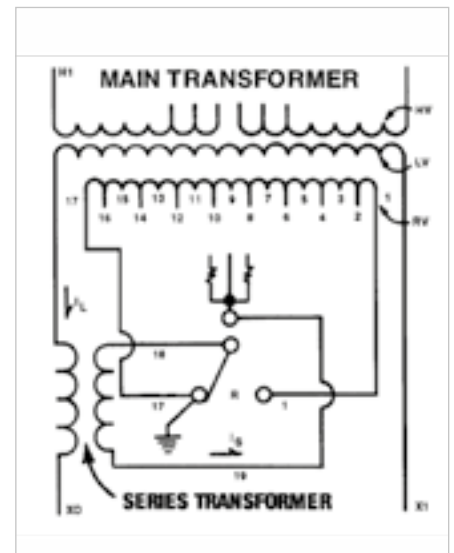 H1
MAIN TRANSFORMER
HV
LV
17 15 13 11 9 7 5 3 1
16 14 12 10 8 6 4 2
RV
IL
18
17 R 1
IS
19
SERIES TRANSFORMER
X0 X1